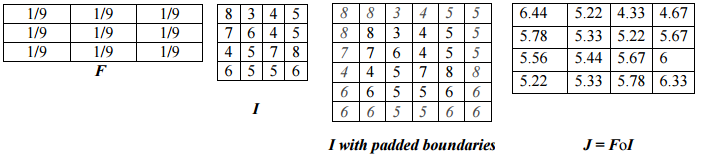 1/9 1/9 1/9
1/9 1/9 1/9
1/9 1/9 1/9
F
8 3 4 5
7 6 4 5
4 5 7 8
6 5 5 6
I
8 8 3 4 5 5
8 8 3 4 5 5
7 7 6 4 5 5
4 4 5 7 8 8
6 6 5 5 6 6
6 6 5 5 6 6
I with padded boundaries
6.44 5.22 4.33 4.67
5.78 5.33 5.22 5.67
5.56 5.44 5.67 6
5.22 5.33 5.78 6.33
J = FoI